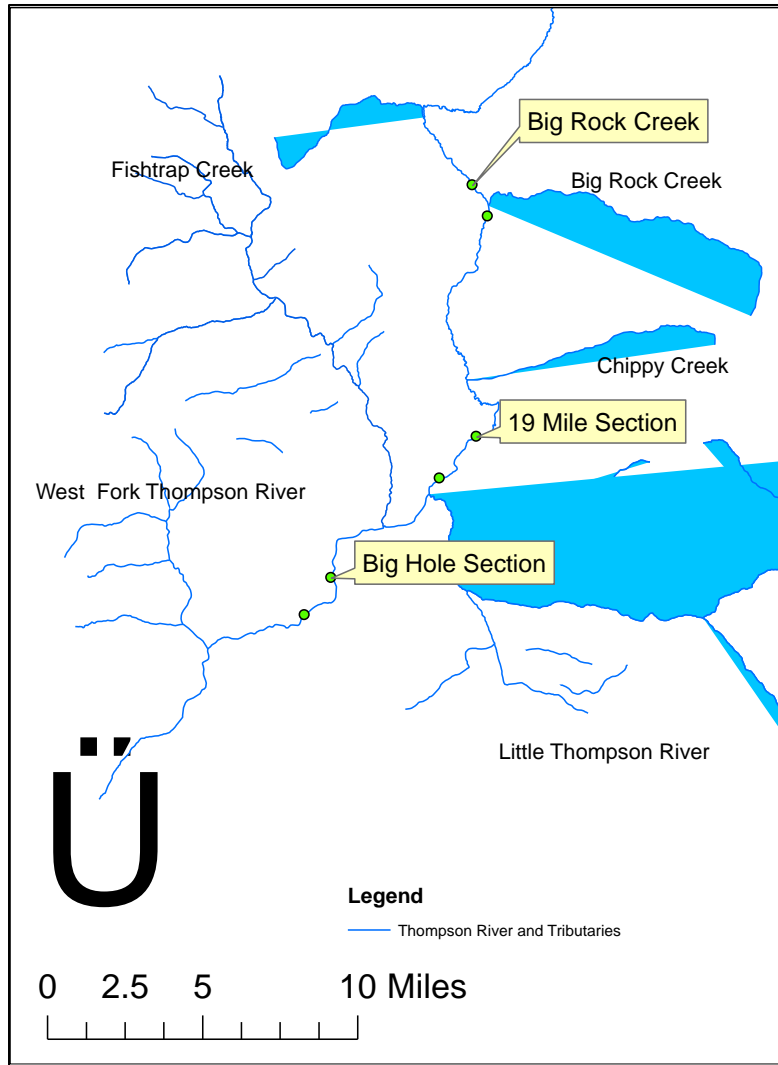 Big Rock Creek
Fishtrap Creek
Big Rock Creek
Chippy Creek
19 Mile Section
West  Fork Thompson River
Big Hole Section
Little Thompson River
Ü
Legend
Thompson River and Tributaries
0 2.5 5 10 Miles